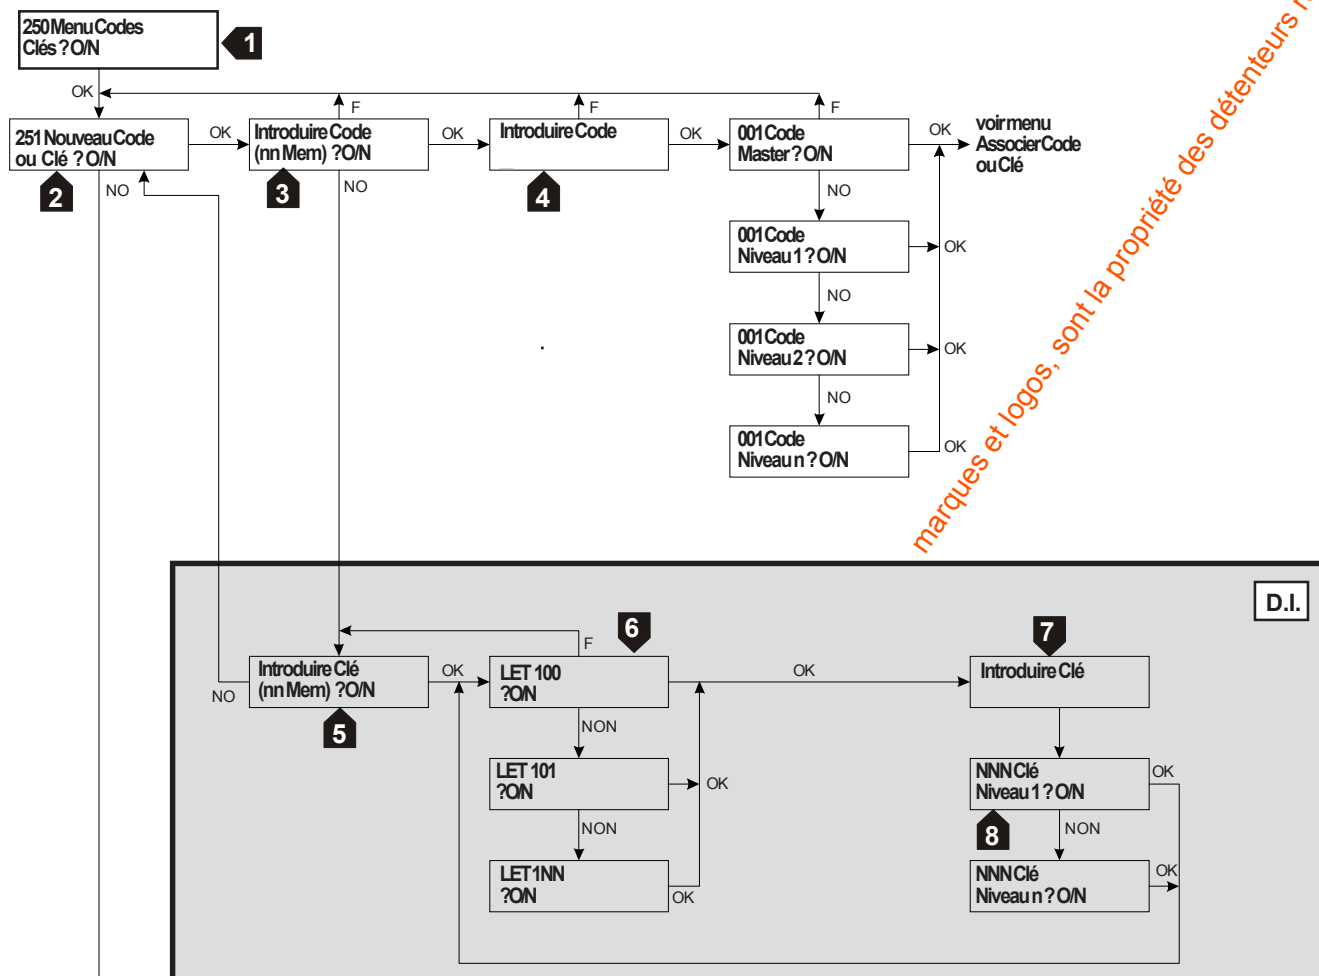 250 Menu Codes
Clés ? O/N
1
OK
F
F
F
251 Nouveau Code
ou Clé ? O/N
OK
Introduire Code
(nn Mem) ? O/N
OK
Introduire Code
_
OK
001 Code
Master ? O/N
OK
voir menu
Associer Code
ou Clé
2
NO
3
NO
4
NO
001 Code
Niveau 1 ? O/N
OK
NO
001 Code
Niveau 2 ? O/N
OK
NO
001 Code
Niveau n ? O/N
OK
marques et logos, sont la propriété des détenteurs
D.I.
6
7
F
Introduire Clé
(nn Mem) ? O/N
NO
OK
LET 100
? O/N
OK
Introduire Clé
5
NON
LET 101
? O/N
OK
NNN Clé
Niveau 1 ? O/N
OK
8
NON
NON
LET 1NN
? O/N
OK
NNN Clé
Niveau n ? O/N
OK